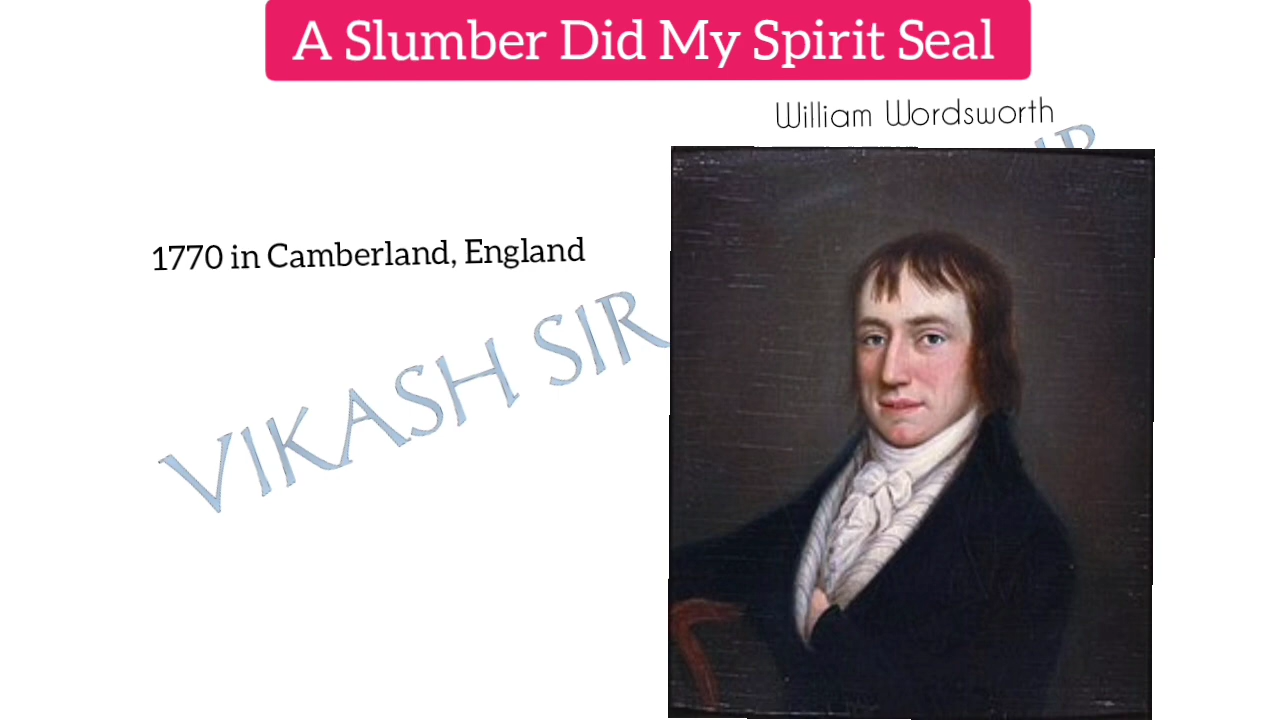 A Slumber Did My Spirit Seal
William Wordsworth
1770 in Camberland, England
VIKASH SIR